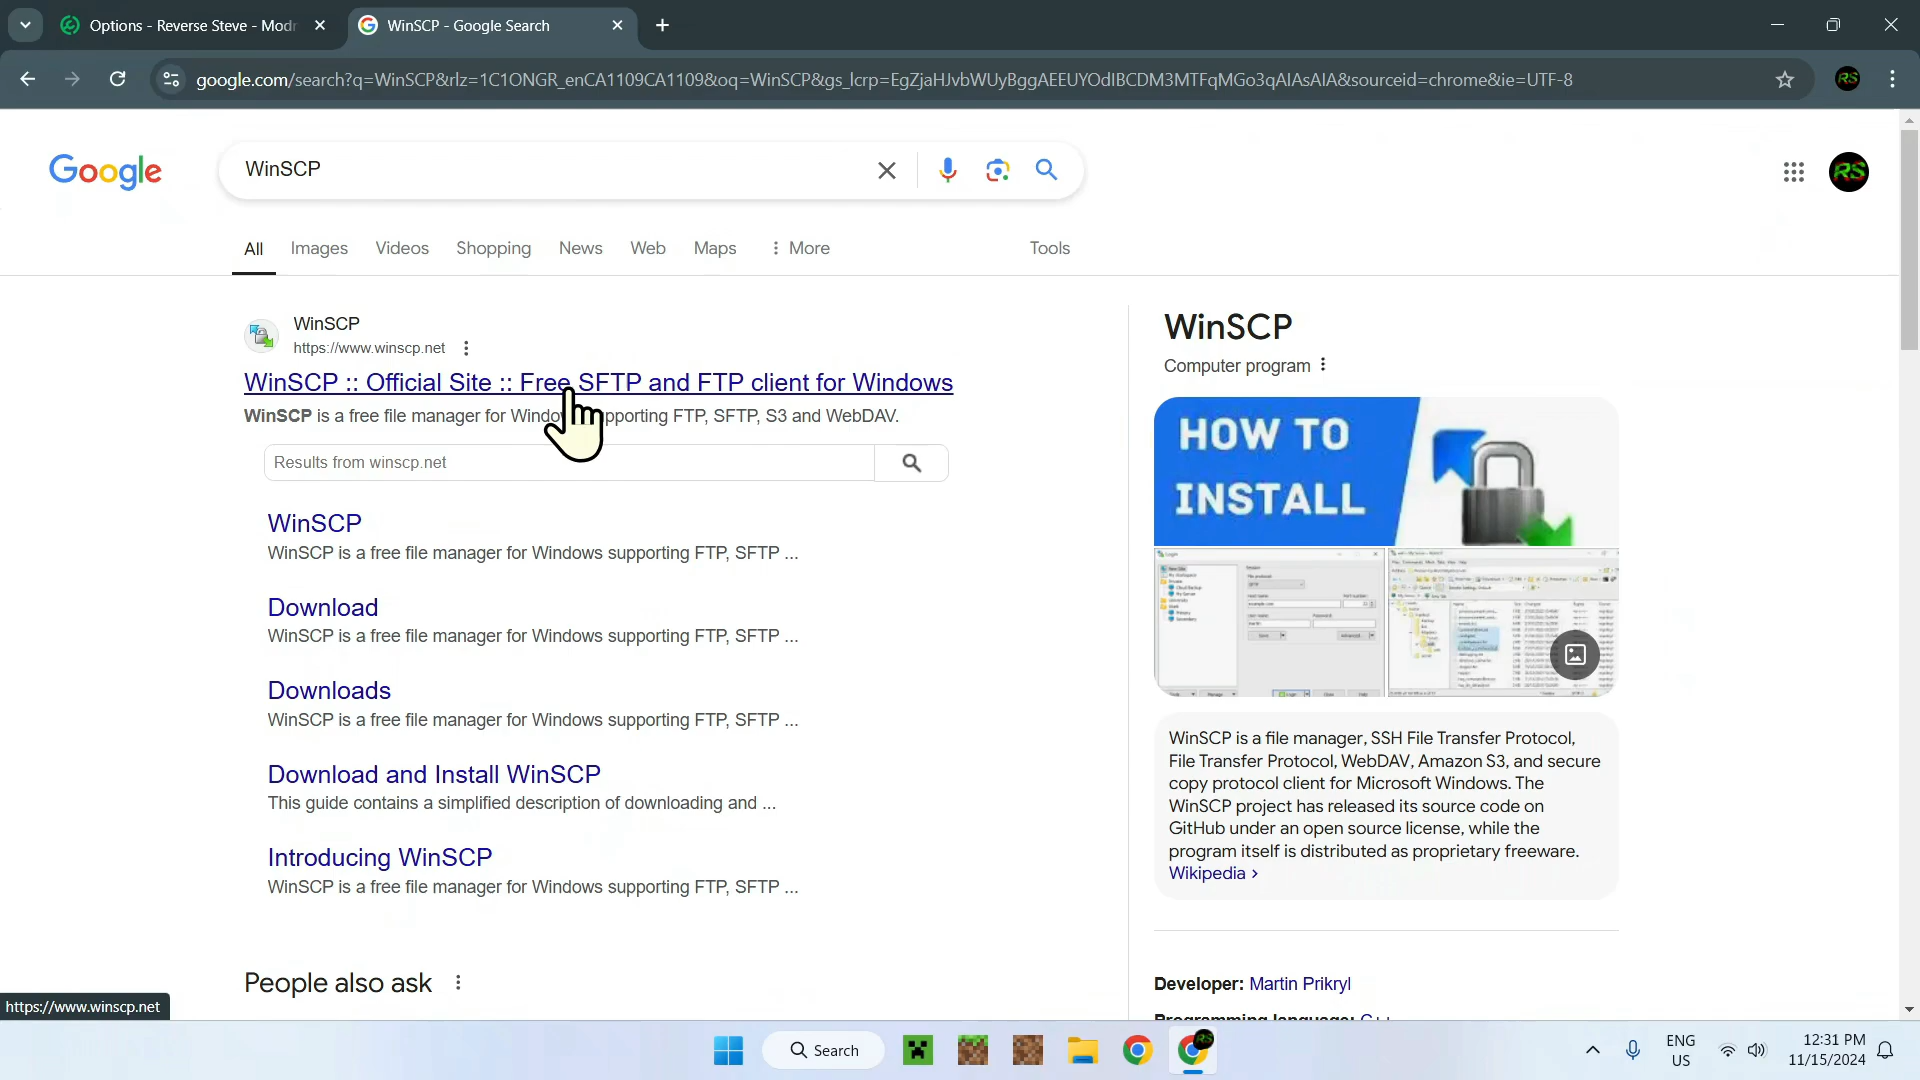 Options - Reverse Steve - Modr
WinSCP - Google Search
google.com/search?q=WinSCP&rlz=1C1ONGR_enCA1109CA1109&oq=WinSCP&gs_lcrp=EgZjaHJvbWUyBggAEEUYOdIBCDM3MTFqMGo3qAIAsAIA&sourceid=chrome&ie=UTF-8
RS
Google
WinSCP
RS
All Images Videos Shopping News Web Maps More Tools
WinSCP
https://www.winscp.net
WinSCP :: Official Site :: Free SFTP and FTP client for Windows
WinSCP is a free file manager for pporting FTP, SFTP, S3 and WebDAV.
Results from winscp.net
WinSCP
WinSCP is a free file manager for Windows supporting FTP, SFTP ...
Download
WinSCP is a free file manager for Windows supporting FTP, SFTP ...
Downloads
WinSCP is a free file manager for Windows supporting FTP, SFTP ...
Download and Install WinSCP
This guide contains a simplified description of downloading and ...
Introducing WinSCP
WinSCP is a free file manager for Windows supporting FTP, SFTP ...
People also ask
WinSCP
Computer program
HOW TO
INSTALL
WinSCP is a file manager, SSH File Transfer Protocol,
File Transfer Protocol, WebDAV, Amazon S3, and secure
copy protocol client for Microsoft Windows. The
WinSCP project has released its source code on
GitHub under an open source license, while the
program itself is distributed as proprietary freeware.
Wikipedia >
Developer: Martin Prikryl
Programming language: C++
https://www.winscp.net
Search
RS
ENG
US
12:31 PM
11/15/2024